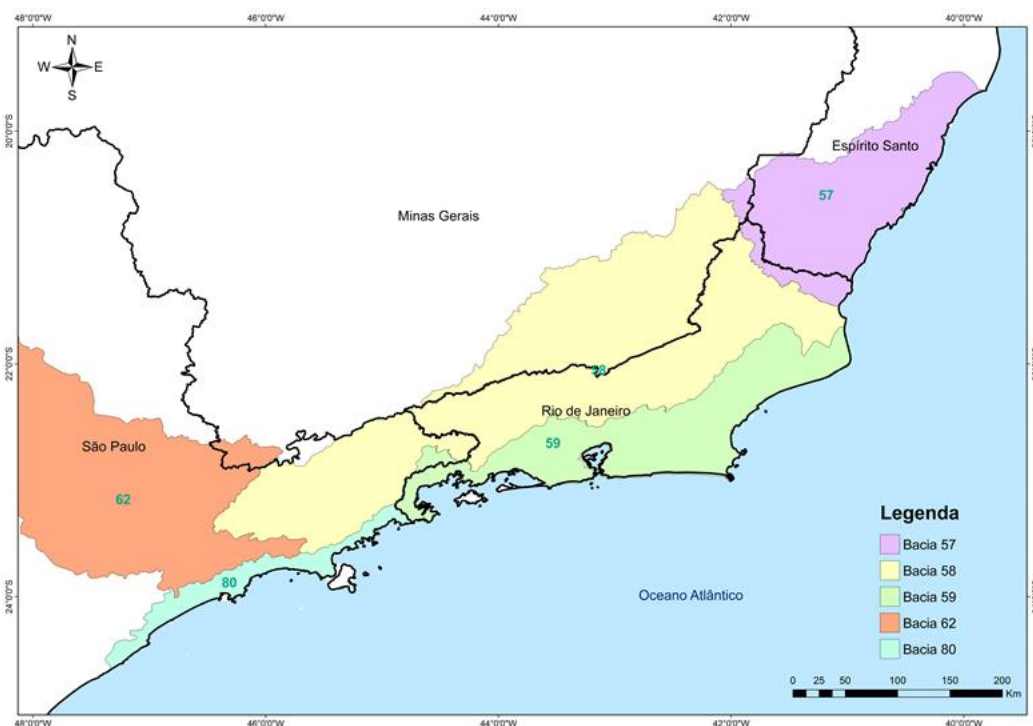 48°0'0"W
46°0'0"W
44°0'0"W
42°0'0"W
40°0'0"W
N
W E
S
20°0'0"S
Espírito Santo
57
Minas Gerais
22°0'0"S
58
Rio de Janeiro
São Paulo
59
62
Legenda
Bacia 57
Bacia 58
80
Oceano Atlântico
Bacia 59
24°0'0"S
Bacia 62
Bacia 80
0 25 50 100 150 200
Km
48°0'0"W
46°0'0"W
44°0'0"W
42°0'0"W
40°0'0"W